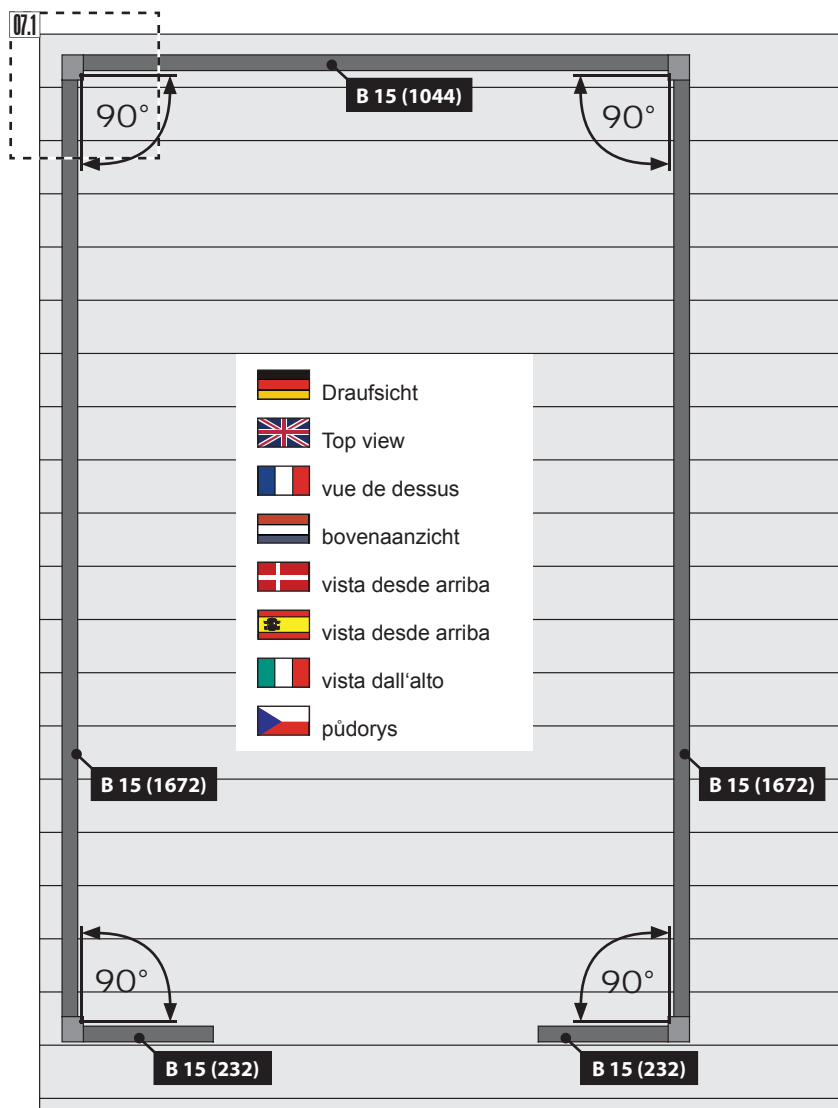 07.1
B 15 (1044)
90°
90°
Draufsicht
Top view
vue de dessus
bovenaanzicht
vista desde arriba
vista desde arriba
vista dall‘alto
půdorys
B 15 (1672)
B 15 (1672)
90°
90°
B 15 (232)
B 15 (232)